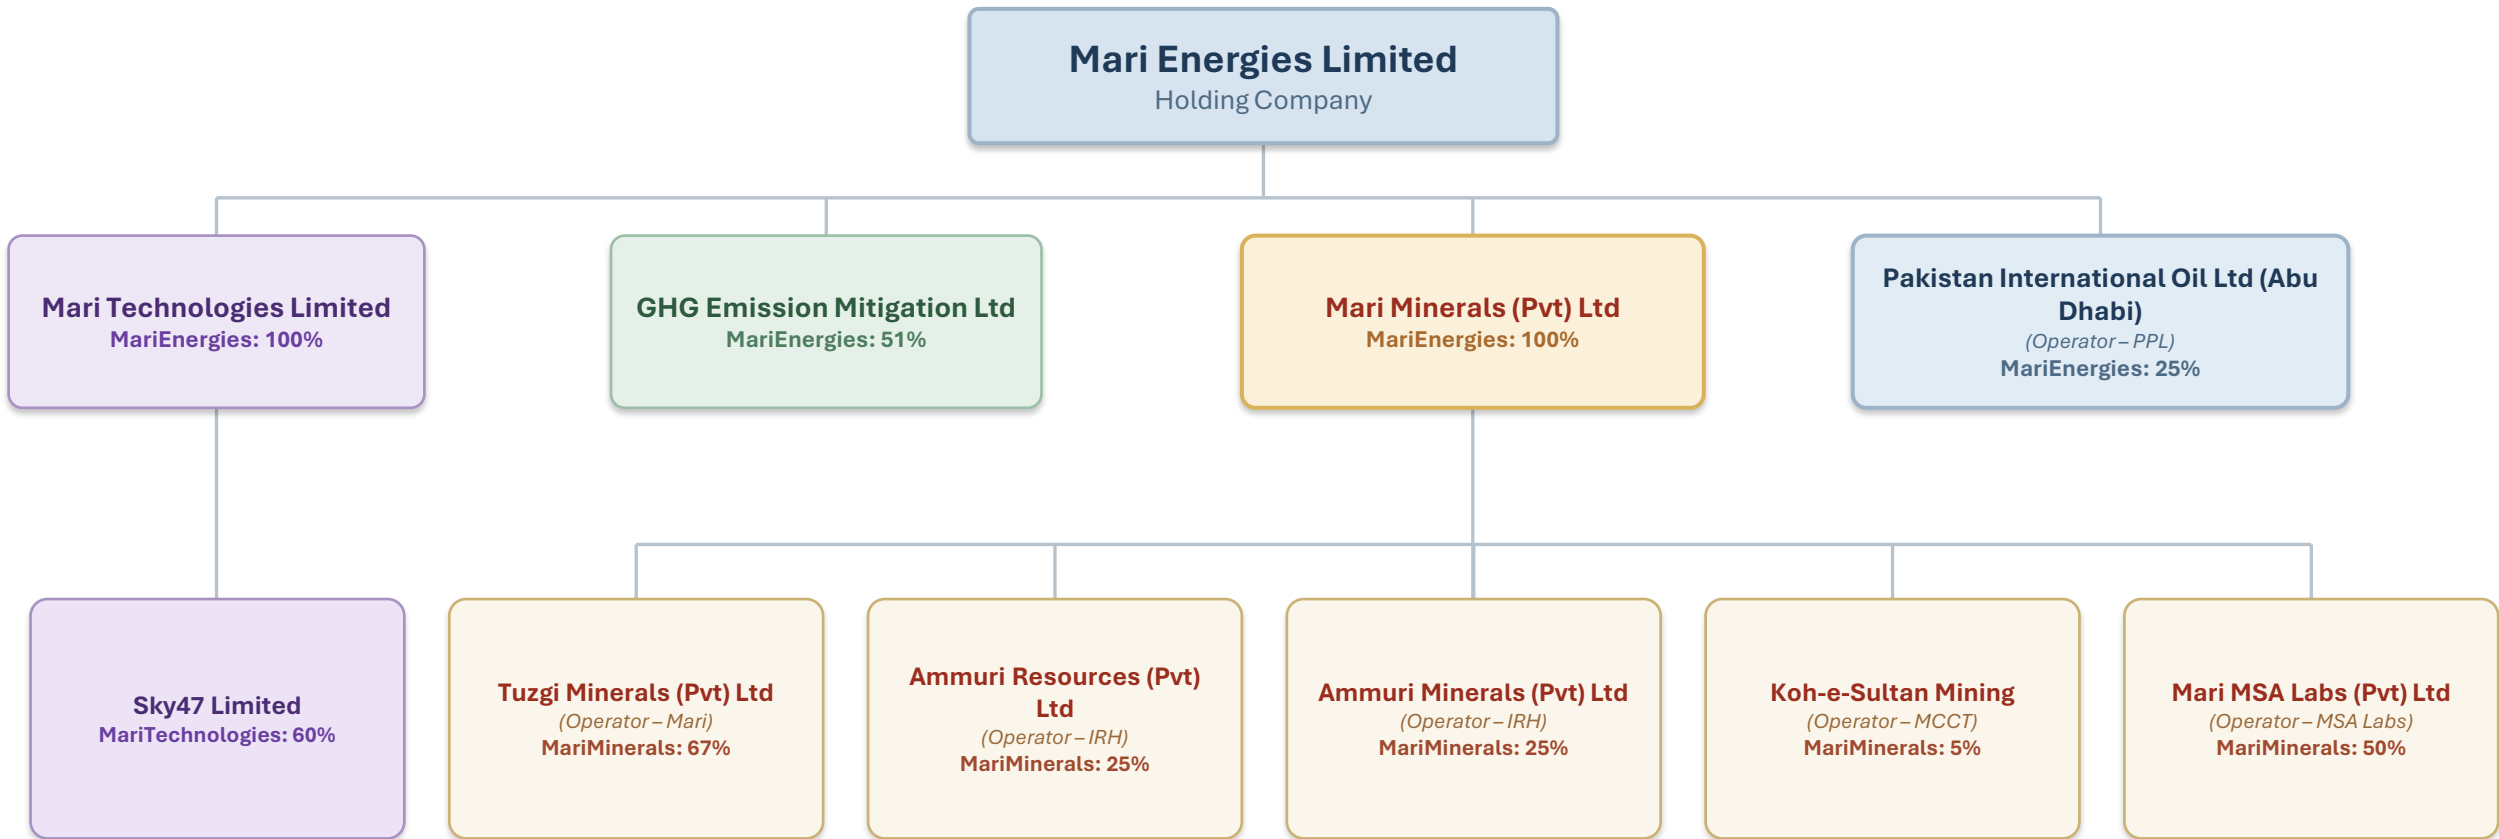 Mari Energies Limited
Holding Company
Mari Technologies Limited
MariEnergies: 100%
GHG Emission Mitigation Ltd
MariEnergies: 51%
Mari Minerals (Pvt) Ltd
MariEnergies: 100%
Pakistan International Oil Ltd (Abu
Dhabi)
(Operator – PPL)
MariEnergies: 25%
Sky47 Limited
MariTechnologies: 60%
Tuzgi Minerals (Pvt) Ltd
(Operator – Mari)
MariMinerals: 67%
Ammuri Resources (Pvt)
Ltd
(Operator – IRH)
MariMinerals: 25%
Ammuri Minerals (Pvt) Ltd
(Operator – IRH)
MariMinerals: 25%
Koh-e-Sultan Mining
(Operator – MCCT)
MariMinerals: 5%
Mari MSA Labs (Pvt) Ltd
(Operator – MSA Labs)
MariMinerals: 50%